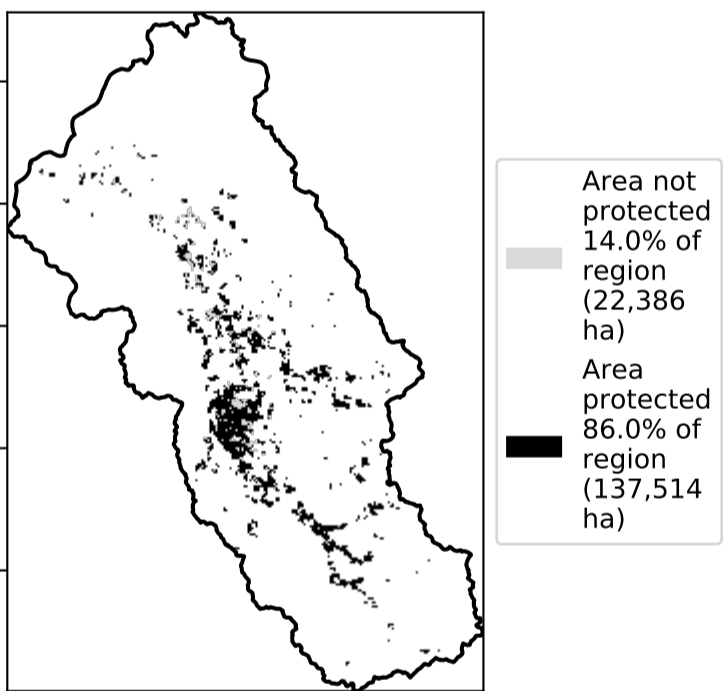 Area not
protected
14.0% of
region
(22,386
ha)
Area
protected
86.0% of
region
(137,514
ha)